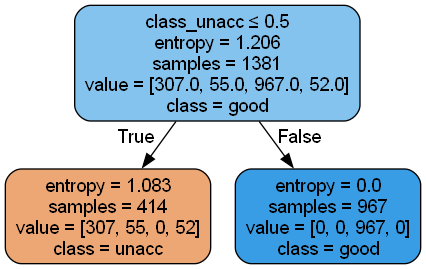 class_unacc ≤ 0.5
entropy = 1.206
samples = 1381
value = [307.0, 55.0, 967.0, 52.0]
class = good
True
False
entropy = 1.083
samples = 414
value = [307, 55, 0, 52]
class = unacc
entropy = 0.0
samples = 967
value = [0, 0, 967, 0]
class = good